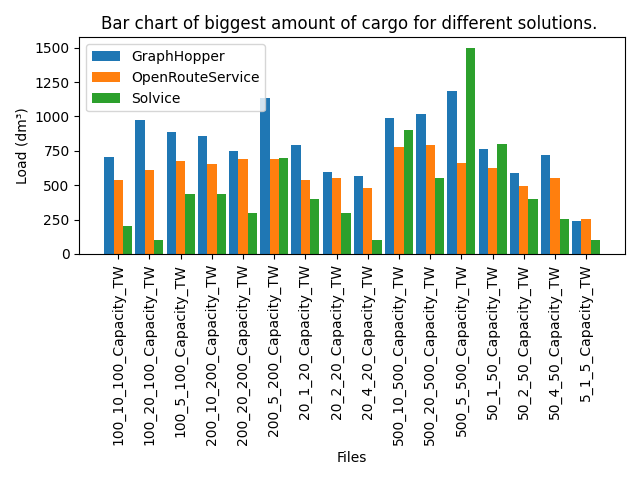 Bar chart of biggest amount of cargo for different solutions.
Load (dm³)
1500
1250
1000
750
500
250
0
GraphHopper
OpenRouteService
Solvice
100_10_100_Capacity_TW
100_20_100_Capacity_TW
100_5_100_Capacity_TW
200_10_200_Capacity_TW
200_20_200_Capacity_TW
200_5_200_Capacity_TW
20_1_20_Capacity_TW
20_2_20_Capacity_TW
20_4_20_Capacity_TW
500_10_500_Capacity_TW
500_20_500_Capacity_TW
500_5_500_Capacity_TW
50_1_50_Capacity_TW
50_2_50_Capacity_TW
50_4_50_Capacity_TW
5_1_5_Capacity_TW
Files